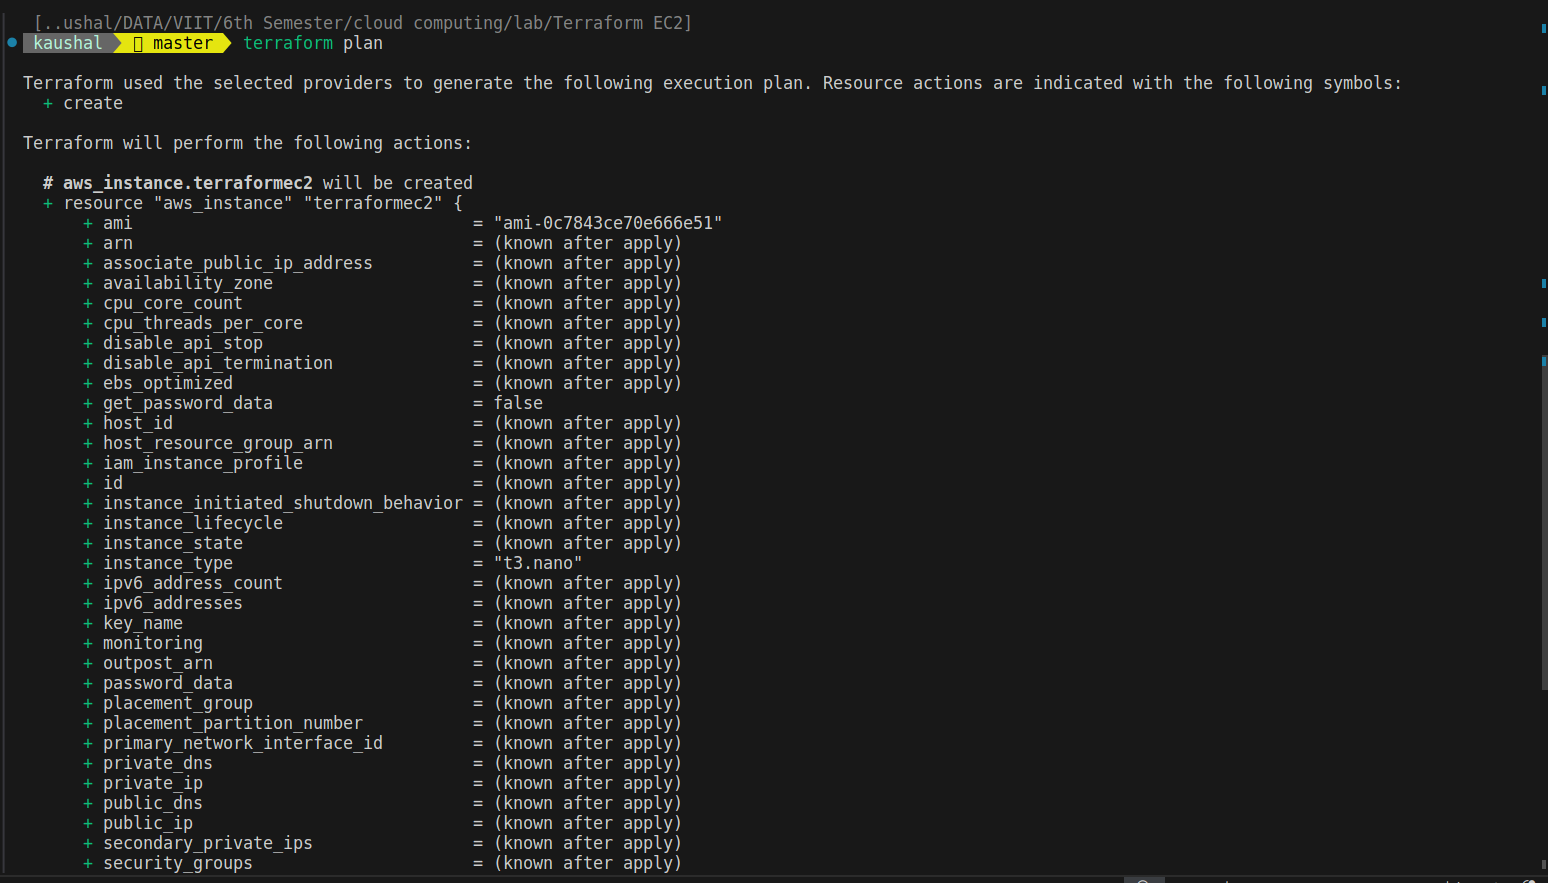 [..ushal/DATA/VIIT/6th Semester/cloud computing/lab/Terraform EC2]
kaushal master terraform plan
Terraform used the selected providers to generate the following execution plan. Resource actions are indicated with the following symbols:
+ create
Terraform will perform the following actions:
# aws_instance.terraformec2 will be created
+ resource "aws_instance" "terraformec2" {
+ ami = "ami-0c7843ce70e666e51"
+ arn = (known after apply)
+ associate_public_ip_address = (known after apply)
+ availability_zone = (known after apply)
+ cpu_core_count = (known after apply)
+ cpu_threads_per_core = (known after apply)
+ disable_api_stop = (known after apply)
+ disable_api_termination = (known after apply)
+ ebs_optimized = (known after apply)
+ get_password_data = false
+ host_id = (known after apply)
+ host_resource_group_arn = (known after apply)
+ iam_instance_profile = (known after apply)
+ id = (known after apply)
+ instance_initiated_shutdown_behavior = (known after apply)
+ instance_lifecycle = (known after apply)
+ instance_state = (known after apply)
+ instance_type = "t3.nano"
+ ipv6_address_count = (known after apply)
+ ipv6_addresses = (known after apply)
+ key_name = (known after apply)
+ monitoring = (known after apply)
+ outpost_arn = (known after apply)
+ password_data = (known after apply)
+ placement_group = (known after apply)
+ placement_partition_number = (known after apply)
+ primary_network_interface_id = (known after apply)
+ private_dns = (known after apply)
+ private_ip = (known after apply)
+ public_dns = (known after apply)
+ public_ip = (known after apply)
+ secondary_private_ips = (known after apply)
+ security_groups = (known after apply)